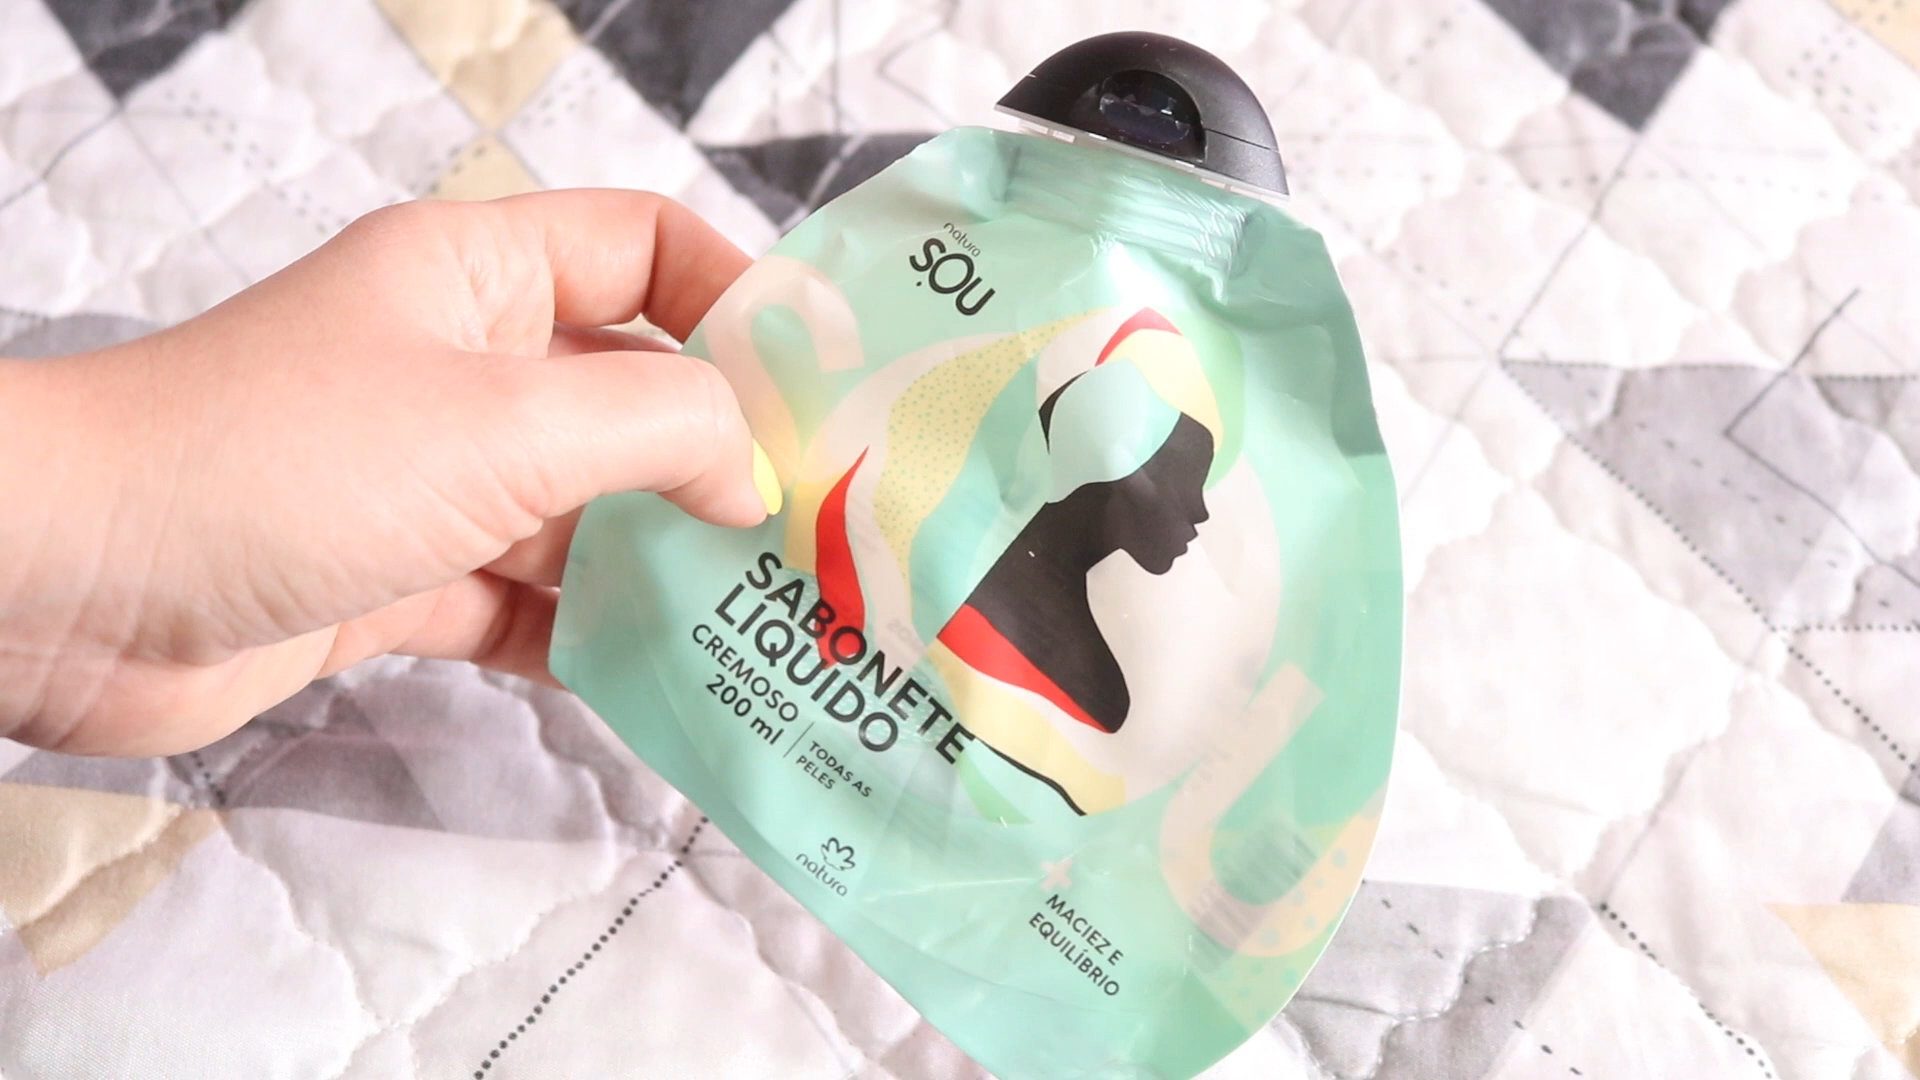 natura
SOU
SABONETE
LIQUIDO
CREMOSO
200 ml
TODAS AS
PELES
natura
+
MACIEZ E
EQUILÍBRIO